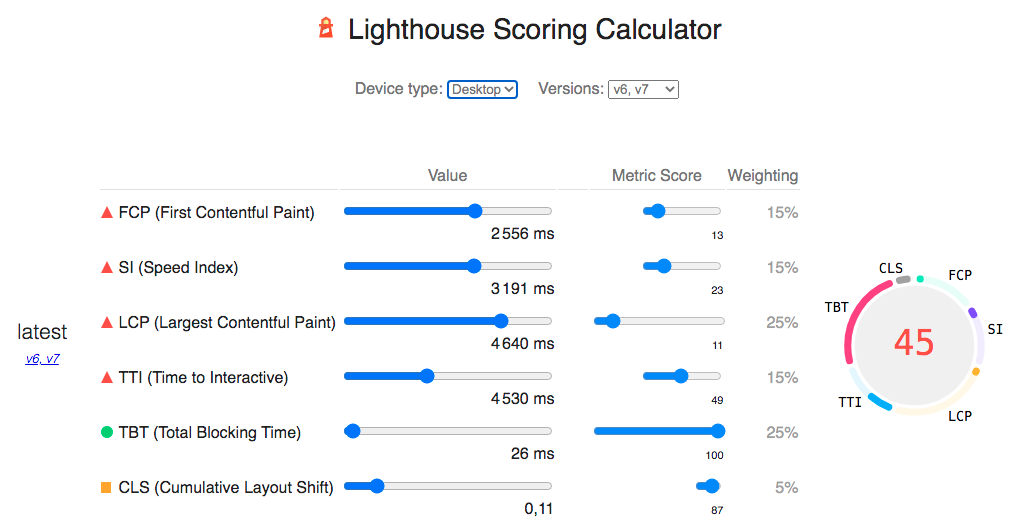 Lighthouse Scoring Calculator
Device type: Desktop Versions: v6, v7
Value Metric Score Weighting
FCP (First Contentful Paint) 15%
2 556 ms 13
SI (Speed Index) 15%
3 191 ms 23
latest
v6, v7
LCP (Largest Contentful Paint) 25%
4 640 ms 11
TTI (Time to Interactive) 15%
4 530 ms 49
TBT (Total Blocking Time) 25%
26 ms 100
CLS (Cumulative Layout Shift) 5%
0,11 87
CLS FCP
TBT SI
45
TTI LCP